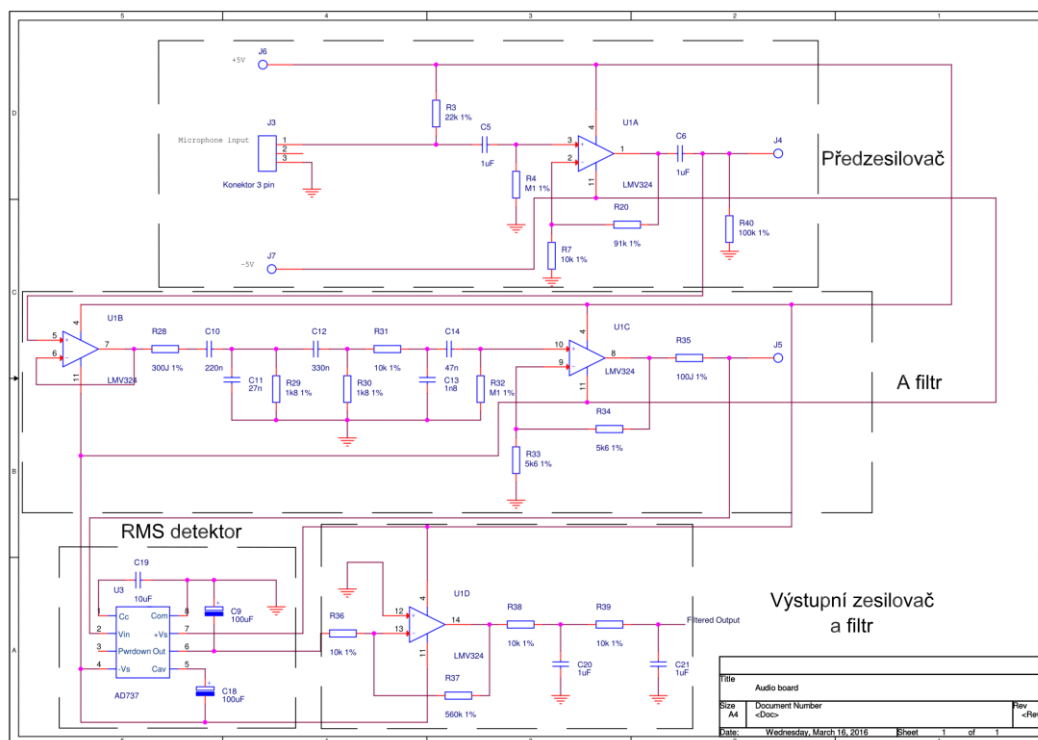 5
4
3
2
1
D
C
B
A
J6
+5V
R3
22k 1%
J3
Microphone input
1
2
3
Konektor 3 pin
C5
1uF
R4
M1 1%
U1A
3
2
4
11
1
LMV324
C6
1uF
J4
Předzesilovač
R20
91k 1%
R7
10k 1%
R40
100k 1%
J7
-5V
U1B
5
6
4
11
7
LMV324
R28
300J 1%
C10
220n
C11
27n
R29
1k8 1%
C12
330n
R30
1k8 1%
R31
10k 1%
C14
47n
C13
1n8
R32
M1 1%
U1C
10
9
4
11
8
LMV324
R35
100J 1%
J5
A filtr
R34
5k6 1%
R33
5k6 1%
RMS detektor
C19
10uF
U3
1
2
3
4
Cc
Vin
Pwrdown
-Vs
Com
+Vs
Out
Cav
8
7
6
5
AD737
C9
100uF
C18
100uF
U1D
12
13
4
11
14
LMV324
R36
10k 1%
R37
560k 1%
R38
10k 1%
R39
10k 1%
Filtered Output
C20
1uF
C21
1uF
Výstupní zesilovač
a filtr
Title
Audio board
Size
A4
Document Number
<Doc>
Rev
Date:
Wednesday, March 16, 2016
Sheet
1
of
1